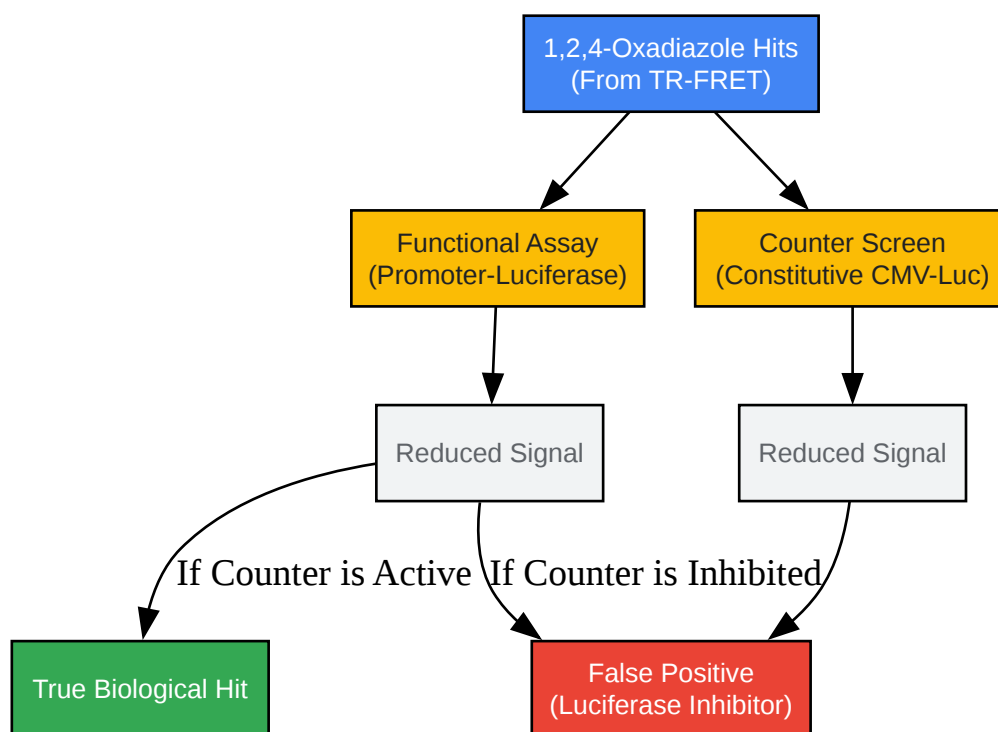 1,2,4-Oxadiazole Hits
(From TR-FRET)
Functional Assay
(Promoter-Luciferase)
Counter Screen
(Constitutive CMV-Luc)
Reduced Signal
Reduced Signal
If Counter is Active
If Counter is Inhibited
True Biological Hit
False Positive
(Luciferase Inhibitor)